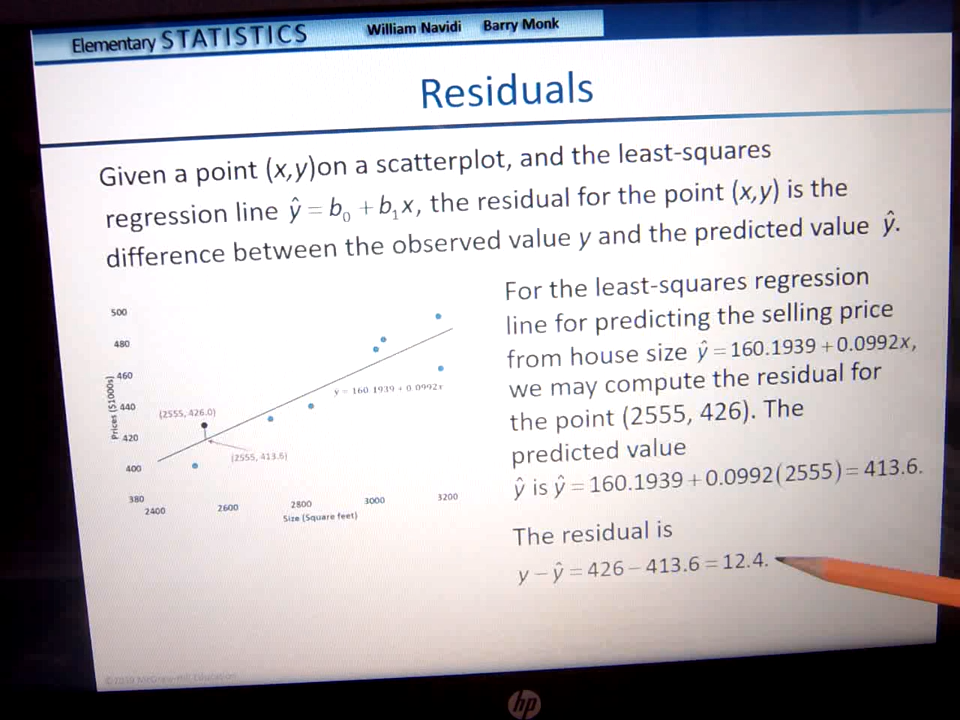 Elementary STATISTICS William Navidi Barry Monk
Residuals
Given a point (x,y)on a scatterplot, and the least-squares
regression line ŷ = b₀ + b₁x, the residual for the point (x,y) is the
difference between the observed value y and the predicted value ŷ.
For the least-squares regression
line for predicting the selling price
from house size ŷ = 160.1939 + 0.0992x,
we may compute the residual for
the point (2555, 426). The
predicted value
ŷ is ŷ = 160.1939 + 0.0992(2555) = 413.6.
The residual is
y − ŷ = 426 − 413.6 = 12.4.
500
480
460
440
420
400
380
Prices ($1000s)
(2555, 426.0)
(2555, 413.6)
y = 160.1939 + 0.0992x
2400 2600 2800 3000 3200
Size (Square feet)
©2019 McGraw-Hill Education
hp